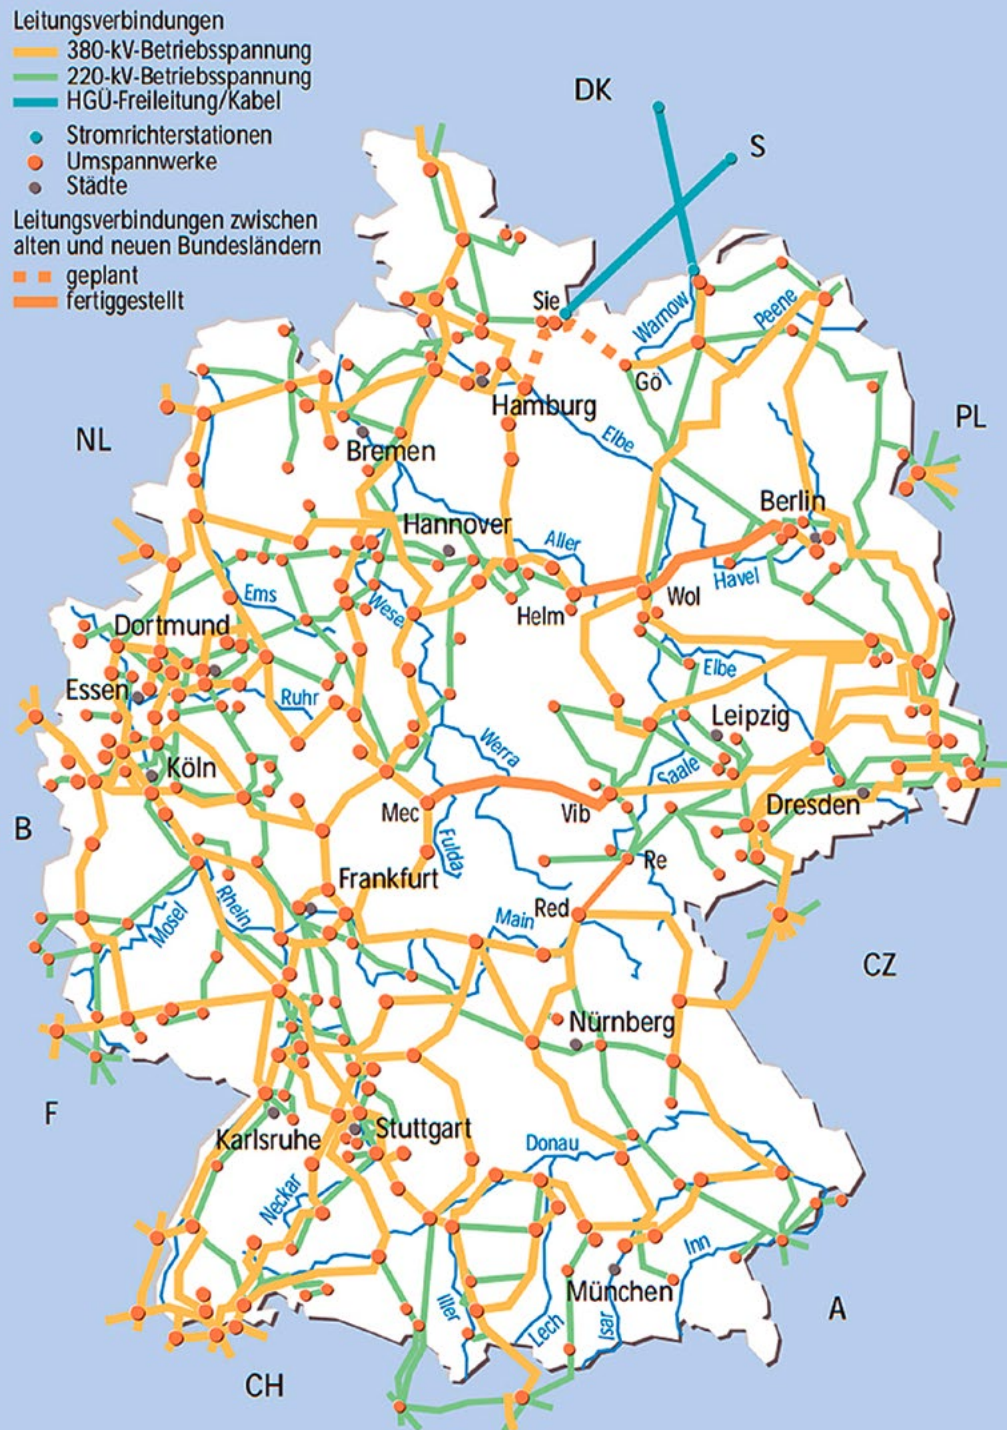 Leitungsverbindungen
380-kV-Betriebsspannung
220-kV-Betriebsspannung
HGÜ-Freileitung/Kabel
Stromrichterstationen
Umspannwerke
Städte
Leitungsverbindungen zwischen
alten und neuen Bundesländern
geplant
fertiggestellt
DK
S
Sie
Warnow
Peene
Gö
Hamburg
NL
Elbe
PL
Bremen
Berlin
Hannover
Aller
Havel
Ems
Weser
Helm
Wol
Dortmund
Elbe
Essen
Ruhr
Leipzig
Werra
Saale
Köln
Mec
Vib
Dresden
B
Fulda
Re
Frankfurt
Rhein
Mosel
Red
Main
CZ
Nürnberg
F
Karlsruhe
Stuttgart
Donau
Neckar
Inn
München
Iller
Lech
Isar
A
CH